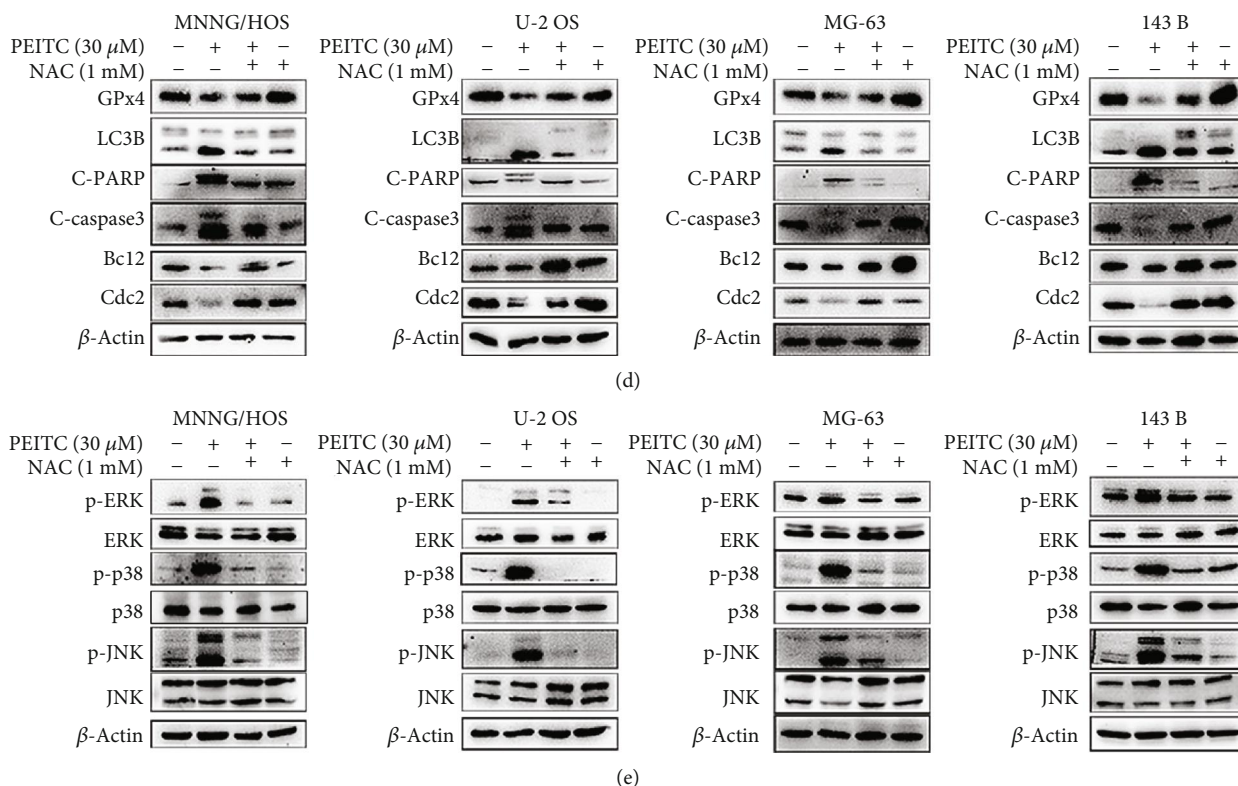 MNNG/HOS U-2 OS MG-63 143 B
PEITC (30 μM) – + + – PEITC (30 μM) – + + – PEITC (30 μM) – + + – PEITC (30 μM) – + + –
NAC (1 mM) – – + + NAC (1 mM) – – + + NAC (1 mM) – – + + NAC (1 mM) – – + +
GPx4 GPx4 GPx4 GPx4
LC3B LC3B LC3B LC3B
C-PARP C-PARP C-PARP C-PARP
C-caspase3 C-caspase3 C-caspase3 C-caspase3
Bc12 Bc12 Bc12 Bc12
Cdc2 Cdc2 Cdc2 Cdc2
β-Actin β-Actin β-Actin β-Actin
(d)
MNNG/HOS U-2 OS MG-63 143 B
PEITC (30 μM) – + + – PEITC (30 μM) – + + – PEITC (30 μM) – + + – PEITC (30 μM) – + + –
NAC (1 mM) – – + + NAC (1 mM) – – + + NAC (1 mM) – – + + NAC (1 mM) – – + +
p-ERK p-ERK p-ERK p-ERK
ERK ERK ERK ERK
p-p38 p-p38 p-p38 p-p38
p38 p38 p38 p38
p-JNK p-JNK p-JNK p-JNK
JNK JNK JNK JNK
β-Actin β-Actin β-Actin β-Actin
(e)